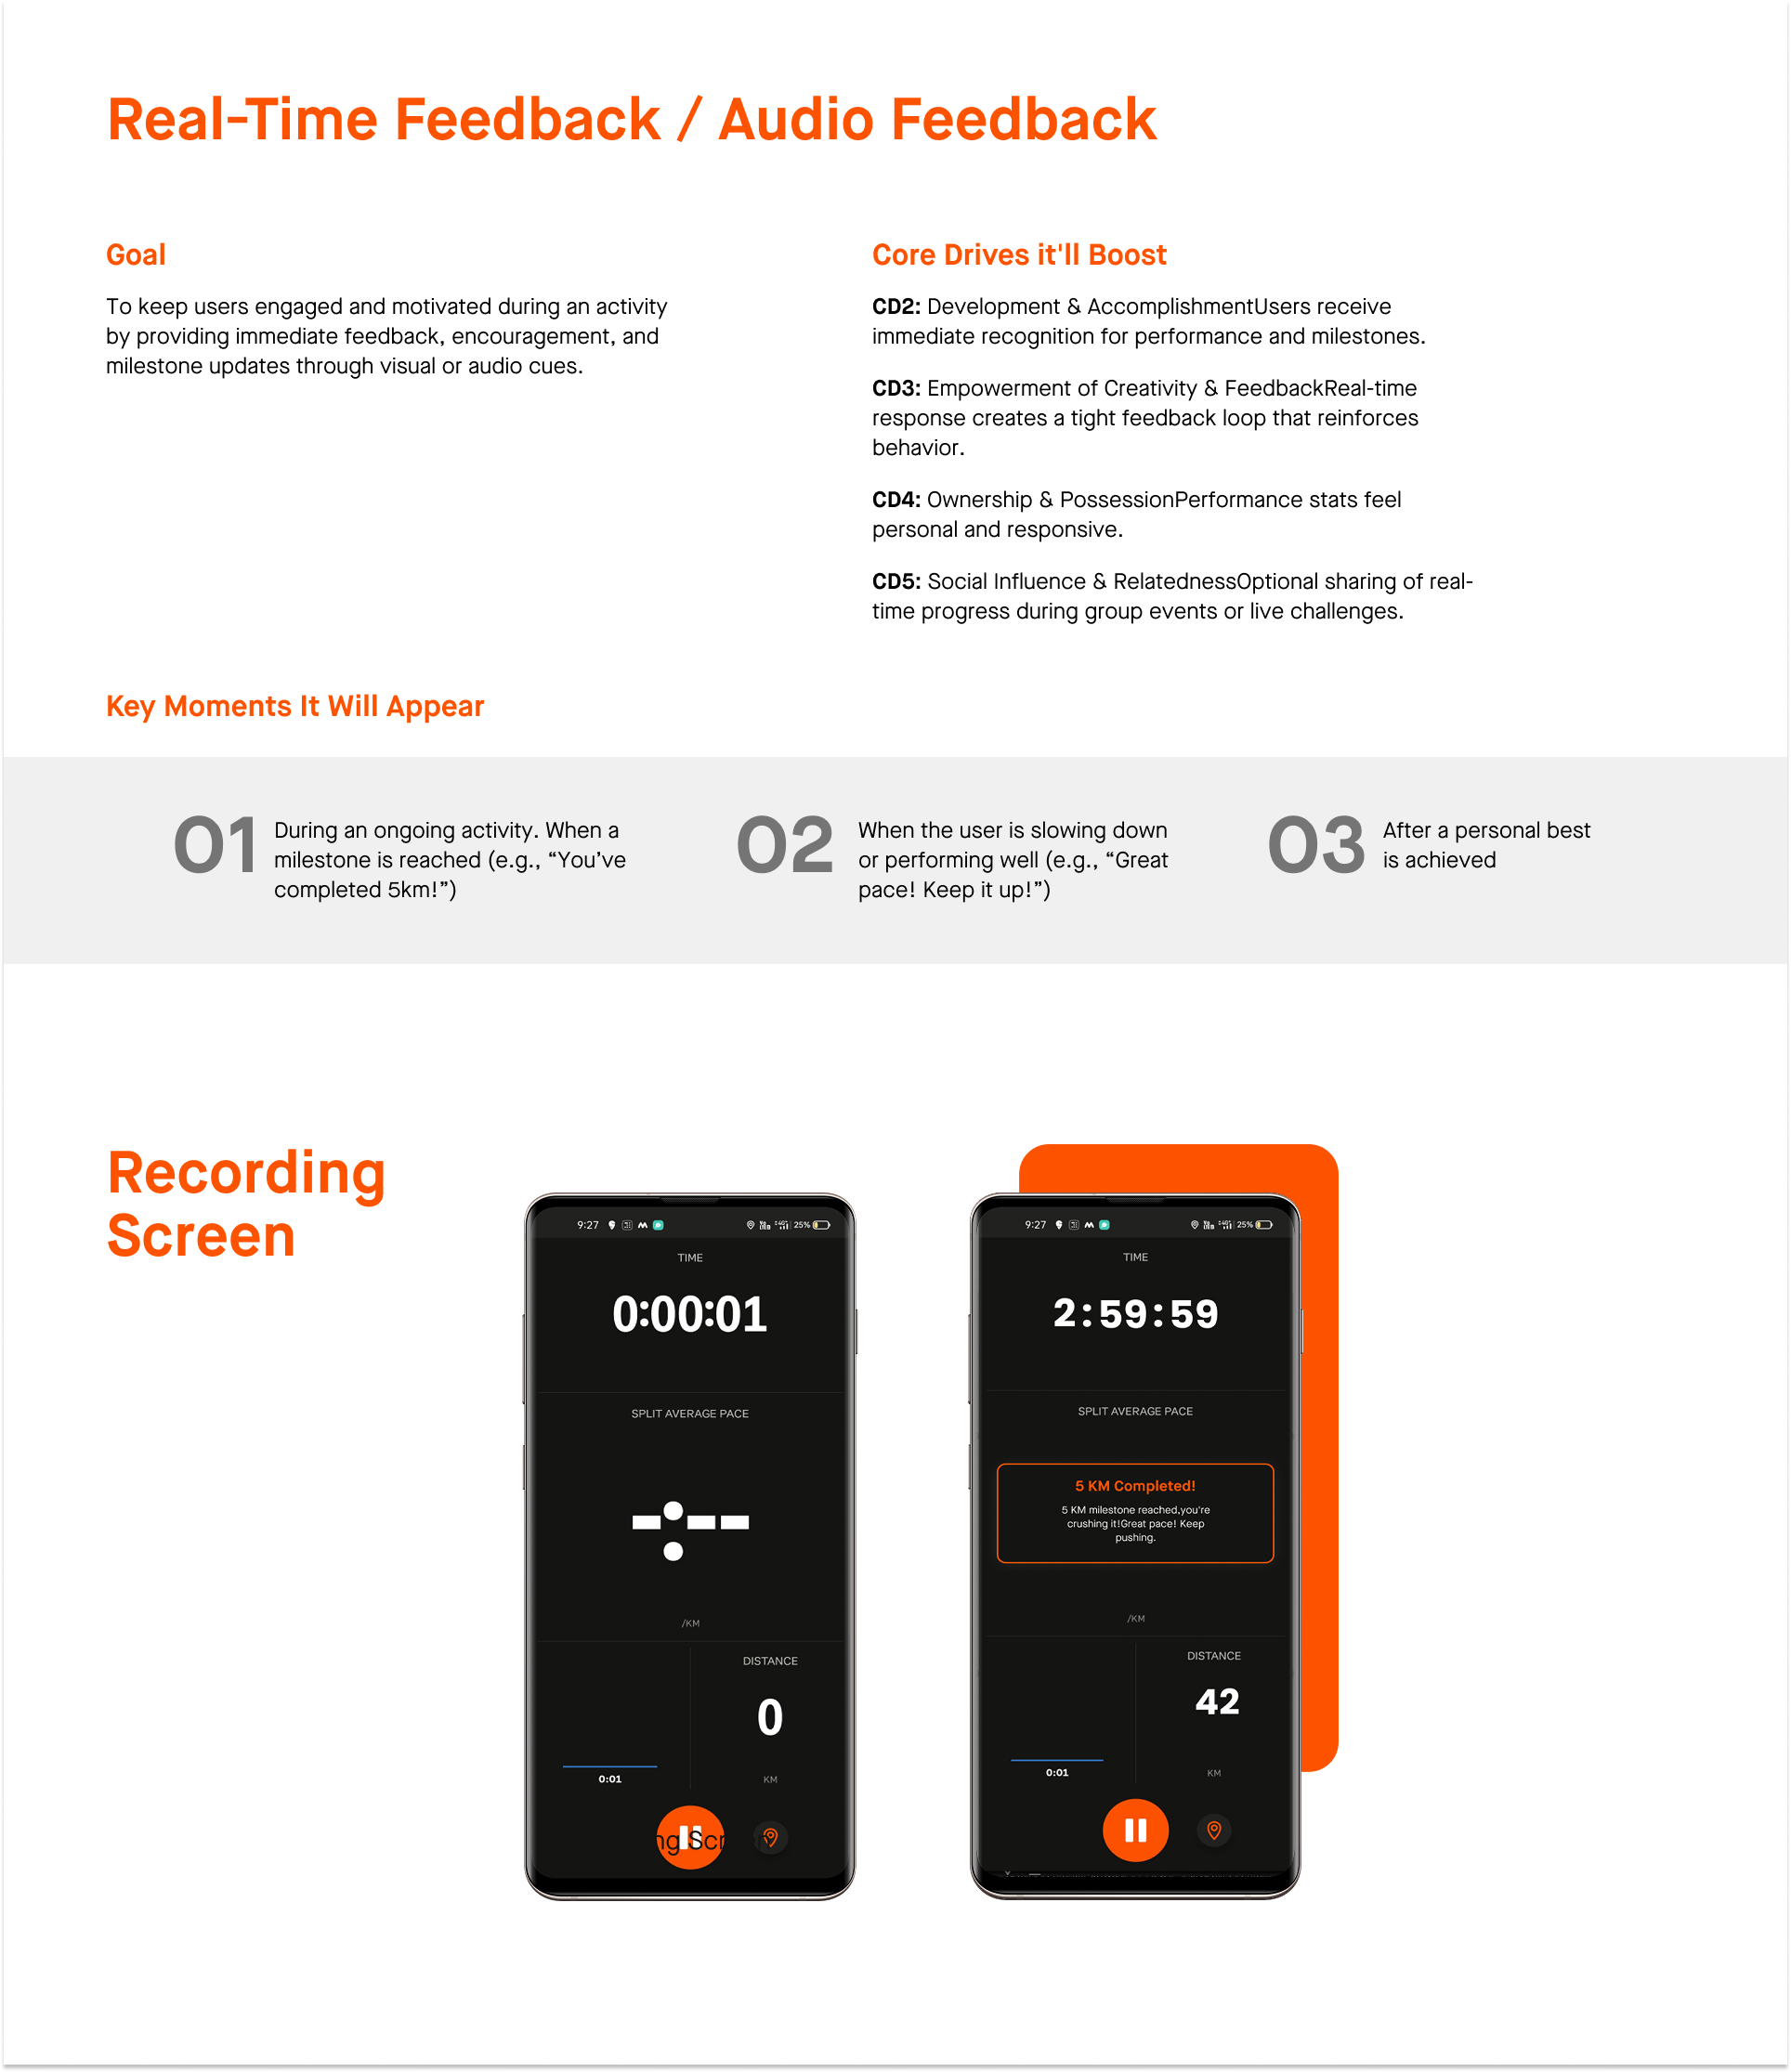 Real-Time Feedback / Audio Feedback
Goal
To keep users engaged and motivated during an activity
by providing immediate feedback, encouragement, and
milestone updates through visual or audio cues.
Core Drives it'll Boost
CD2: Development & AccomplishmentUsers receive
immediate recognition for performance and milestones.
CD3: Empowerment of Creativity & FeedbackReal-time
response creates a tight feedback loop that reinforces
behavior.
CD4: Ownership & PossessionPerformance stats feel
personal and responsive.
CD5: Social Influence & RelatednessOptional sharing of real-
time progress during group events or live challenges.
Key Moments It Will Appear
01
During an ongoing activity. When a
milestone is reached (e.g., “You’ve
completed 5km!”)
02
When the user is slowing down
or performing well (e.g., “Great
pace! Keep it up!”)
03
After a personal best
is achieved
Recording
Screen
9:27
25%
TIME
0:00:01
SPLIT AVERAGE PACE
-:--
/KM
DISTANCE
0
0:01
KM
ng Scr
9:27
25%
TIME
2:59:59
SPLIT AVERAGE PACE
5 KM Completed!
5 KM milestone reached,you're
crushing it!Great pace! Keep
pushing.
/KM
DISTANCE
42
0:01
KM